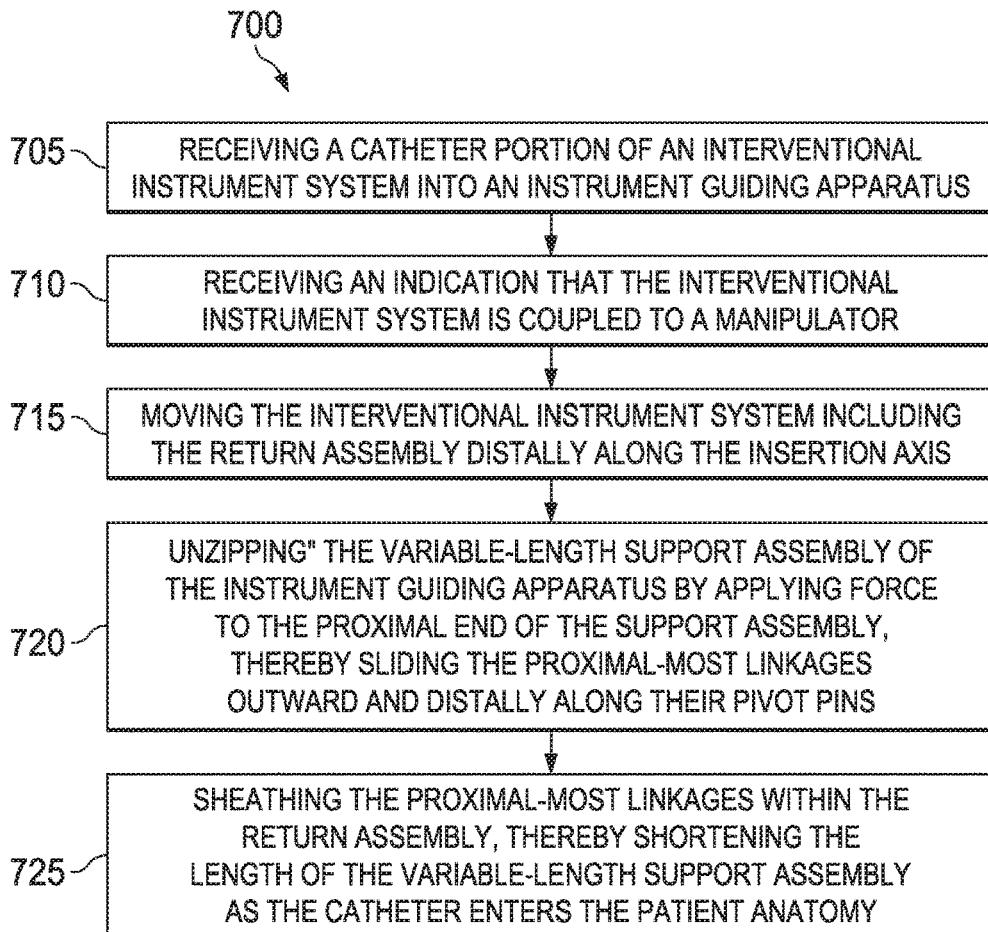 700
705
RECEIVING A CATHETER PORTION OF AN INTERVENTIONAL
INSTRUMENT SYSTEM INTO AN INSTRUMENT GUIDING APPARATUS
710
RECEIVING AN INDICATION THAT THE INTERVENTIONAL
INSTRUMENT SYSTEM IS COUPLED TO A MANIPULATOR
715
MOVING THE INTERVENTIONAL INSTRUMENT SYSTEM INCLUDING
THE RETURN ASSEMBLY DISTALLY ALONG THE INSERTION AXIS
720
UNZIPPING" THE VARIABLE-LENGTH SUPPORT ASSEMBLY OF
THE INSTRUMENT GUIDING APPARATUS BY APPLYING FORCE
TO THE PROXIMAL END OF THE SUPPORT ASSEMBLY,
THEREBY SLIDING THE PROXIMAL-MOST LINKAGES
OUTWARD AND DISTALLY ALONG THEIR PIVOT PINS
725
SHEATHING THE PROXIMAL-MOST LINKAGES WITHIN THE
RETURN ASSEMBLY, THEREBY SHORTENING THE
LENGTH OF THE VARIABLE-LENGTH SUPPORT ASSEMBLY
AS THE CATHETER ENTERS THE PATIENT ANATOMY